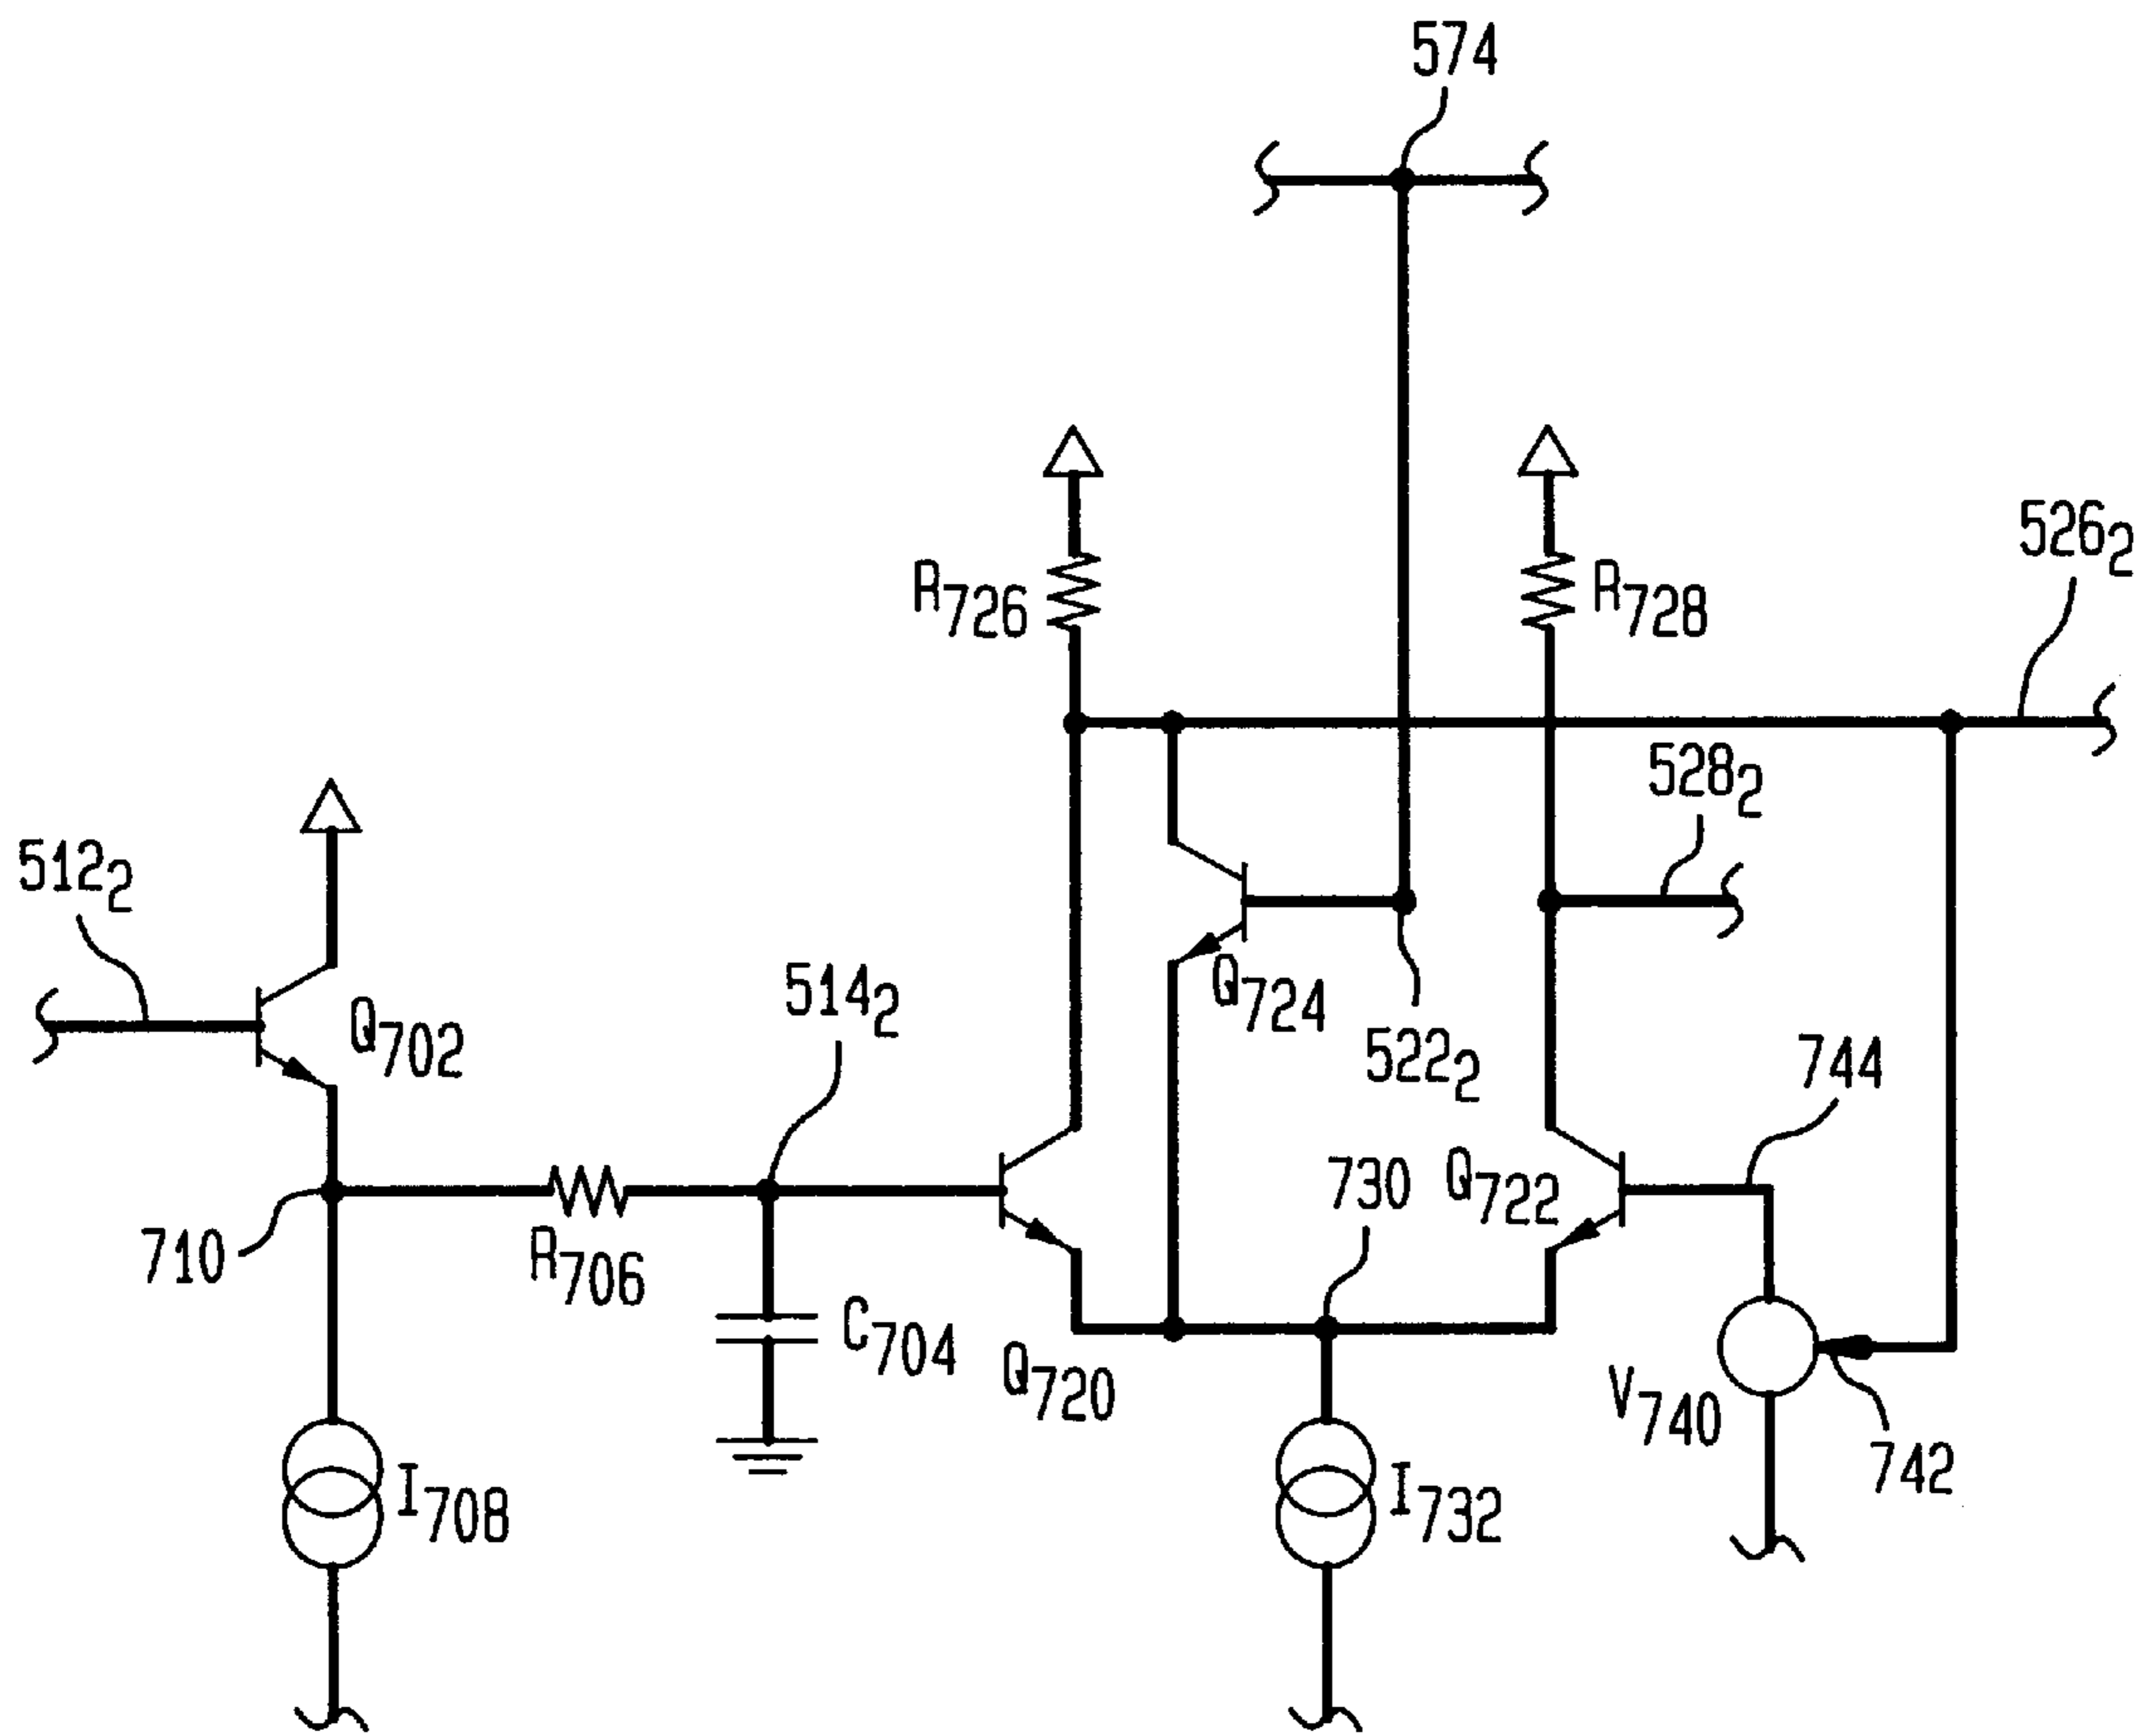 574
526₂
R₇₂₆
R₇₂₈
528₂
512₂
Q₇₀₂
514₂
Q₇₂₄
522₂
744
730
Q₇₂₂
710
R₇₀₆
C₇₀₄
Q₇₂₀
V₇₄₀
742
I₇₀₈
I₇₃₂